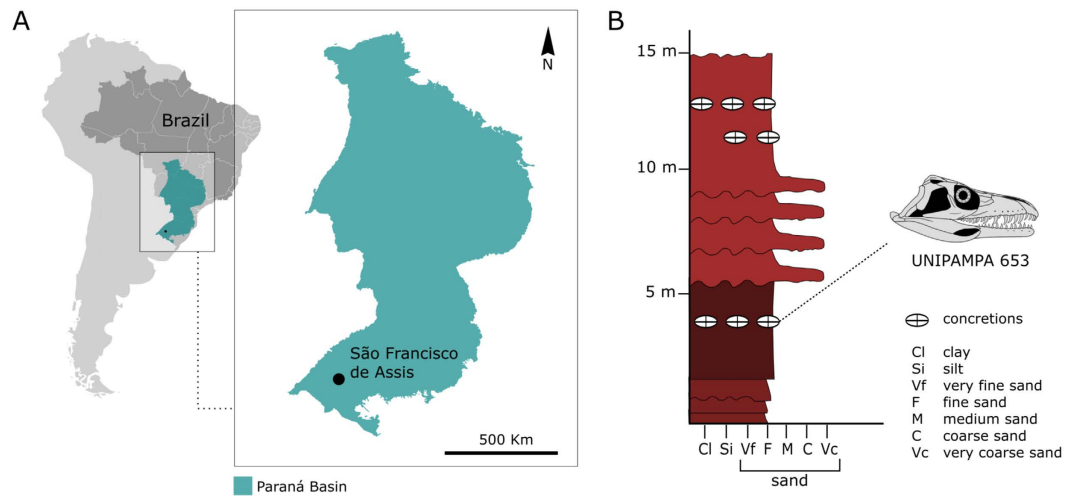 A
Brazil
N
São Francisco
de Assis
500 Km
Paraná Basin
B
15 m
10 m
5 m
UNIPAMPA 653
concretions
Cl clay
Si silt
Vf very fine sand
F fine sand
M medium sand
C coarse sand
Vc very coarse sand
Cl Si Vf F M C Vc
sand